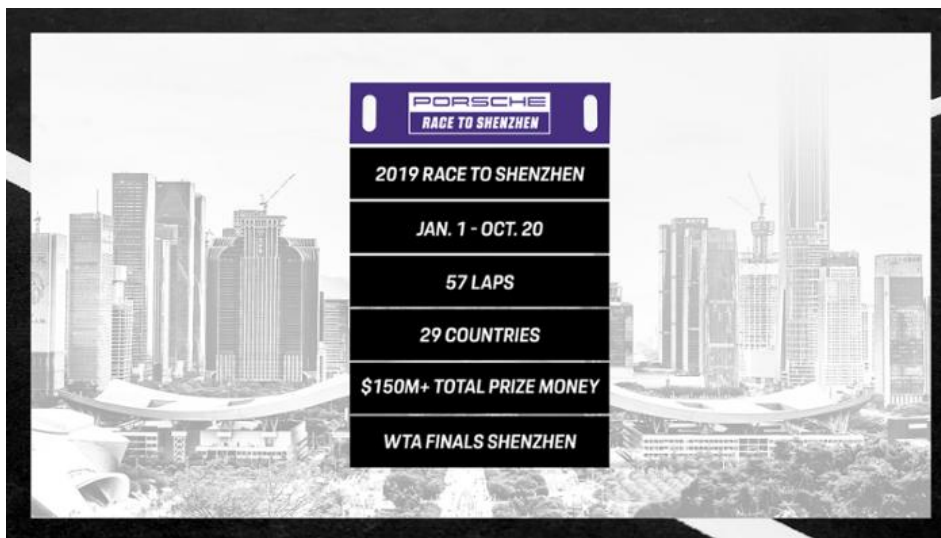 PORSCHE
RACE TO SHENZHEN
2019 RACE TO SHENZHEN
JAN. 1 - OCT. 20
57 LAPS
29 COUNTRIES
$150M+ TOTAL PRIZE MONEY
WTA FINALS SHENZHEN